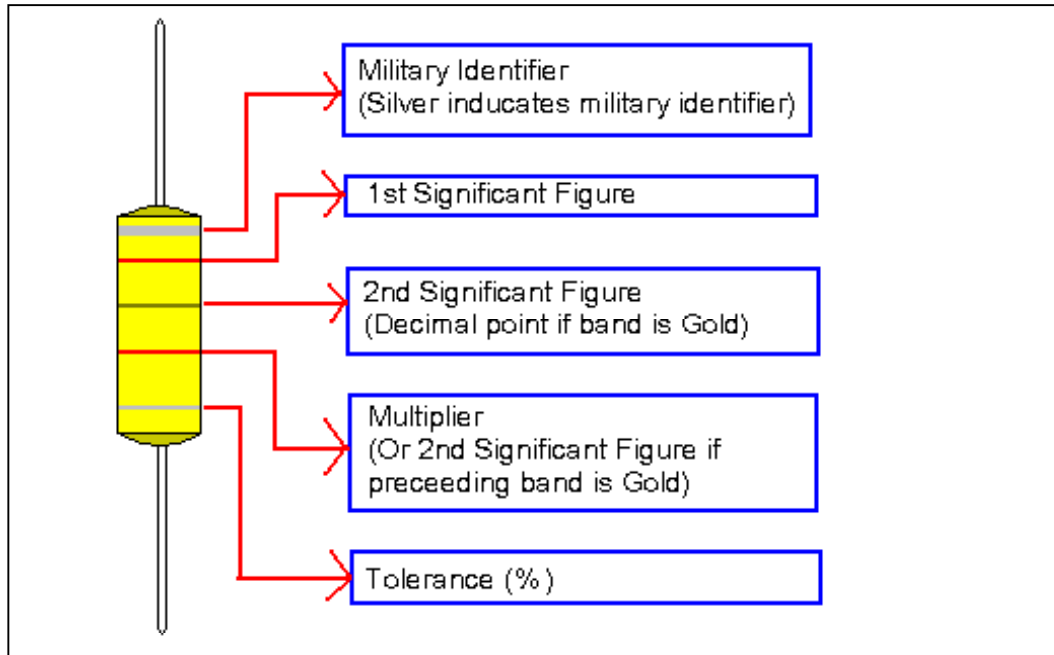 Military Identifier
(Silver inducates military identifier)
1st Significant Figure
2nd Significant Figure
(Decimal point if band is Gold)
Multiplier
(Or 2nd Significant Figure if
preceeding band is Gold)
Tolerance (%)